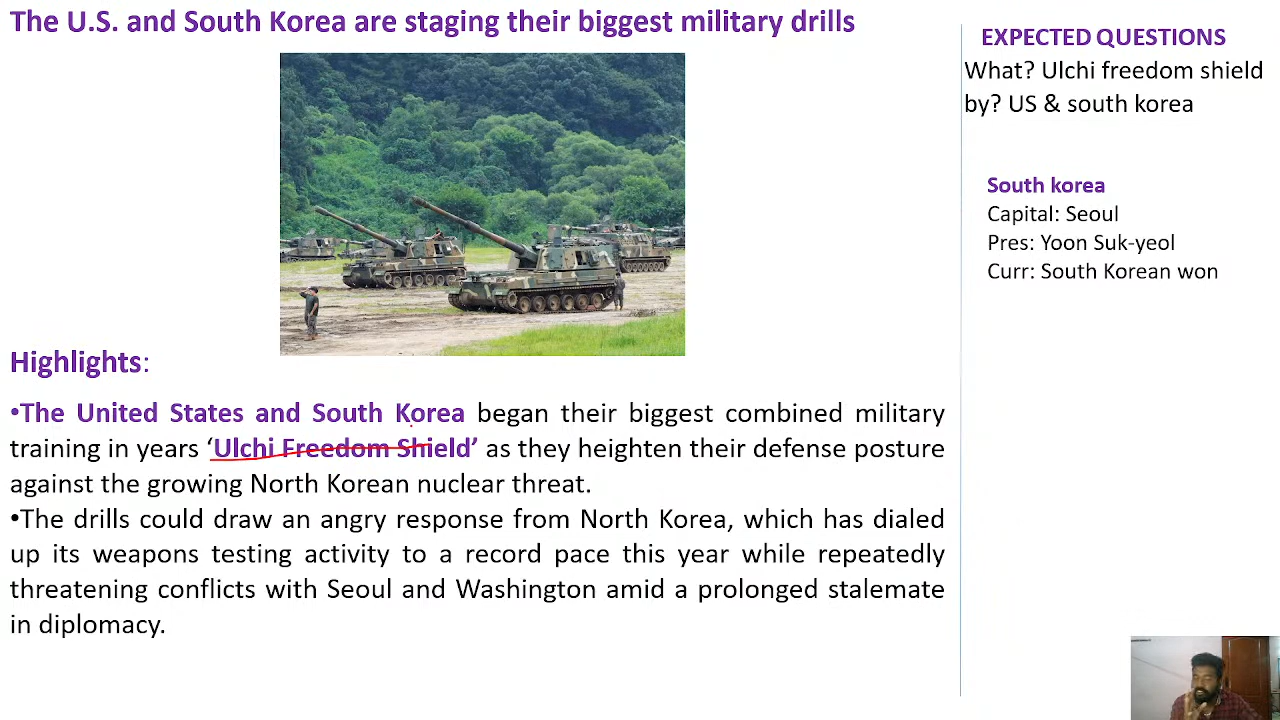 The U.S. and South Korea are staging their biggest military drills
Highlights:
•The United States and South Korea began their biggest combined military
training in years ‘Ulchi Freedom Shield’ as they heighten their defense posture
against the growing North Korean nuclear threat.
•The drills could draw an angry response from North Korea, which has dialed
up its weapons testing activity to a record pace this year while repeatedly
threatening conflicts with Seoul and Washington amid a prolonged stalemate
in diplomacy.
EXPECTED QUESTIONS
What? Ulchi freedom shield
by? US & south korea
South korea
Capital: Seoul
Pres: Yoon Suk-yeol
Curr: South Korean won